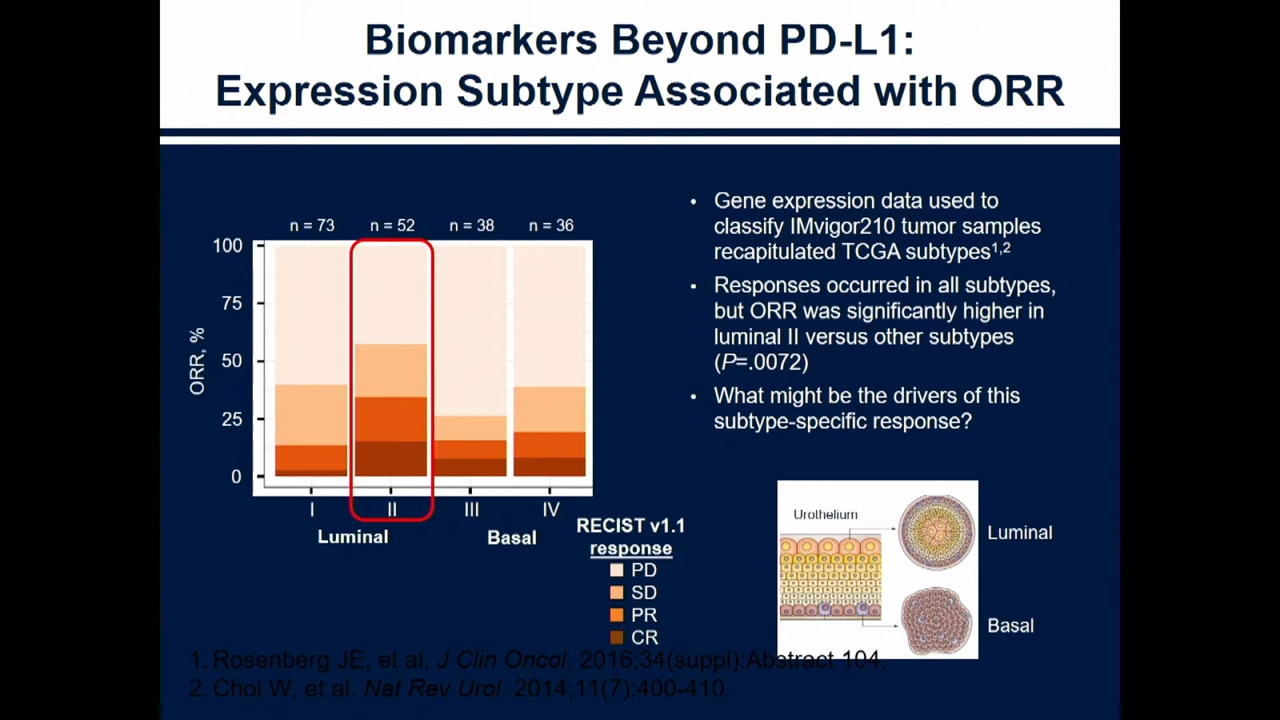 Biomarkers Beyond PD-L1:
Expression Subtype Associated with ORR
n = 73 n = 52 n = 38 n = 36
100
75
50
25
0
ORR, %
I II III IV
Luminal Basal
RECIST v1.1
response
PD
SD
PR
CR
• Gene expression data used to
classify IMvigor210 tumor samples
recapitulated TCGA subtypes1,2
• Responses occurred in all subtypes,
but ORR was significantly higher in
luminal II versus other subtypes
(P=.0072)
• What might be the drivers of this
subtype-specific response?
Urothelium
Luminal
Basal
1. Rosenberg JE, et al. J Clin Oncol. 2016;34(suppl):Abstract 104.
2. Choi W, et al. Nat Rev Urol. 2014;11(7):400-410.